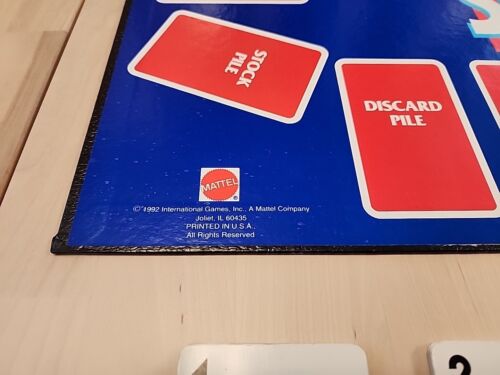 STOCK
PILE
DISCARD
PILE
MATTEL
®
© 1992 International Games, Inc., A Mattel Company
Joliet, IL 60435
PRINTED IN U.S.A.
All Rights Reserved
2